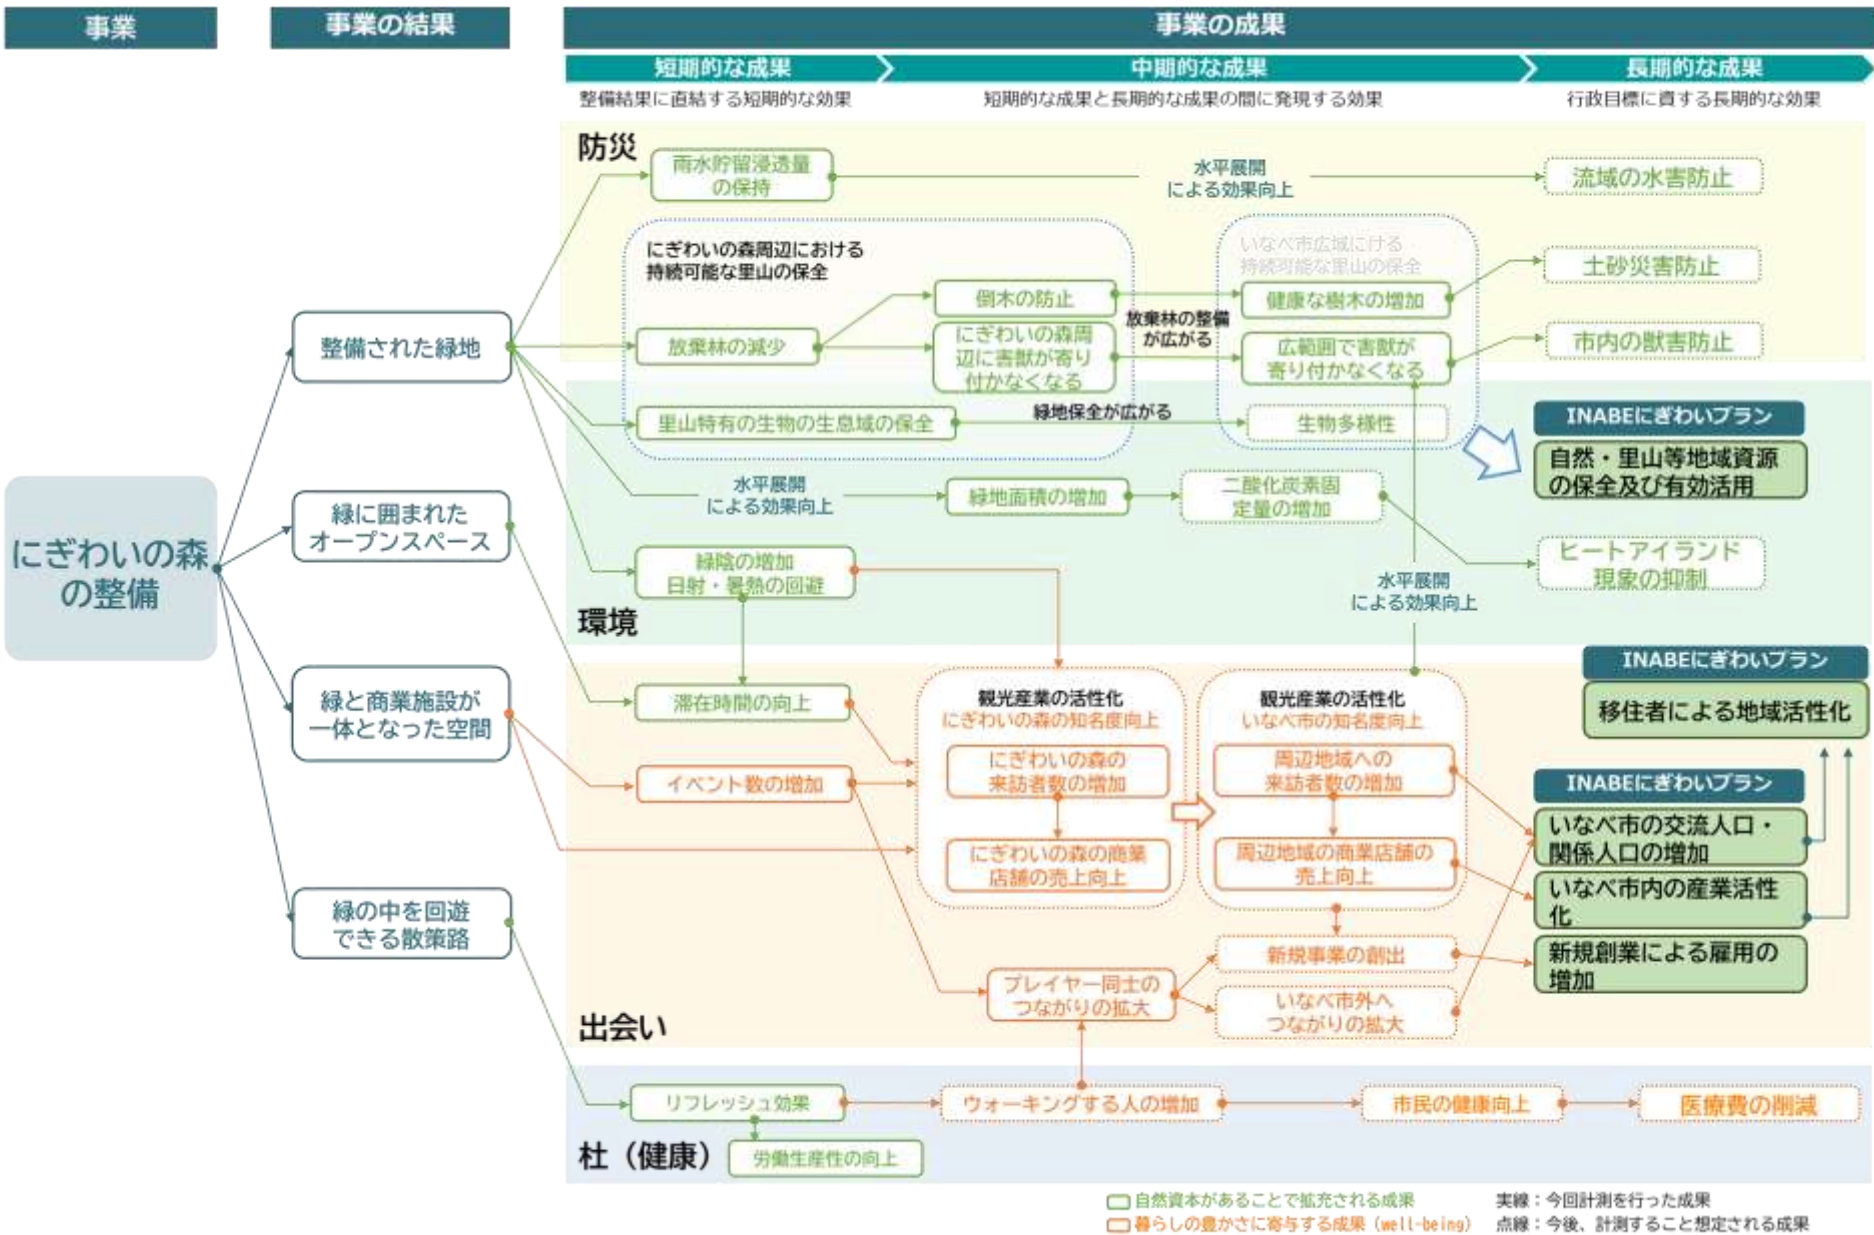 事業
事業の結果
事業の成果
短期的な成果
中期的な成果
長期的な成果
整備結果に直結する短期的な効果
短期的な成果と長期的な成果の間に発現する効果
行政目標に資する長期的な効果
にぎわいの森
の整備
整備された緑地
緑に囲まれた
オープンスペース
緑と商業施設が
一体となった空間
緑の中を回遊
できる散策路
防災
雨水貯留浸透量
の保持
水平展開
による効果向上
流域の水害防止
にぎわいの森周辺における
持続可能な里山の保全
いなべ市広域にける
持続可能な里山の保全
土砂災害防止
倒木の防止
健康な樹木の増加
放棄林の整備
が広がる
放棄林の減少
にぎわいの森周
辺に害獣が寄り
付かなくなる
広範囲で害獣が
寄り付かなくなる
市内の獣害防止
里山特有の生物の生息域の保全
緑地保全が広がる
生物多様性
INABEにぎわいプラン
自然・里山等地域資源
の保全及び有効活用
水平展開
による効果向上
緑地面積の増加
二酸化炭素固
定量の増加
緑陰の増加
日射・暑熱の回避
ヒートアイランド
現象の抑制
水平展開
による効果向上
環境
INABEにぎわいプラン
移住者による地域活性化
滞在時間の向上
観光産業の活性化
にぎわいの森の知名度向上
観光産業の活性化
いなべ市の知名度向上
イベント数の増加
にぎわいの森の
来訪者数の増加
周辺地域への
来訪者数の増加
INABEにぎわいプラン
いなべ市の交流人口・
関係人口の増加
にぎわいの森の商業
店舗の売上向上
周辺地域の商業店舗の
売上向上
いなべ市内の産業活性
化
新規事業の創出
新規創業による雇用の
増加
プレイヤー同士の
つながりの拡大
いなべ市外へ
つながりの拡大
出会い
リフレッシュ効果
ウォーキングする人の増加
市民の健康向上
医療費の削減
杜（健康）
労働生産性の向上
自然資本があることで拡充される成果
実線：今回計測を行った成果
暮らしの豊かさに寄与する成果（well-being）
点線：今後、計測すること想定される成果